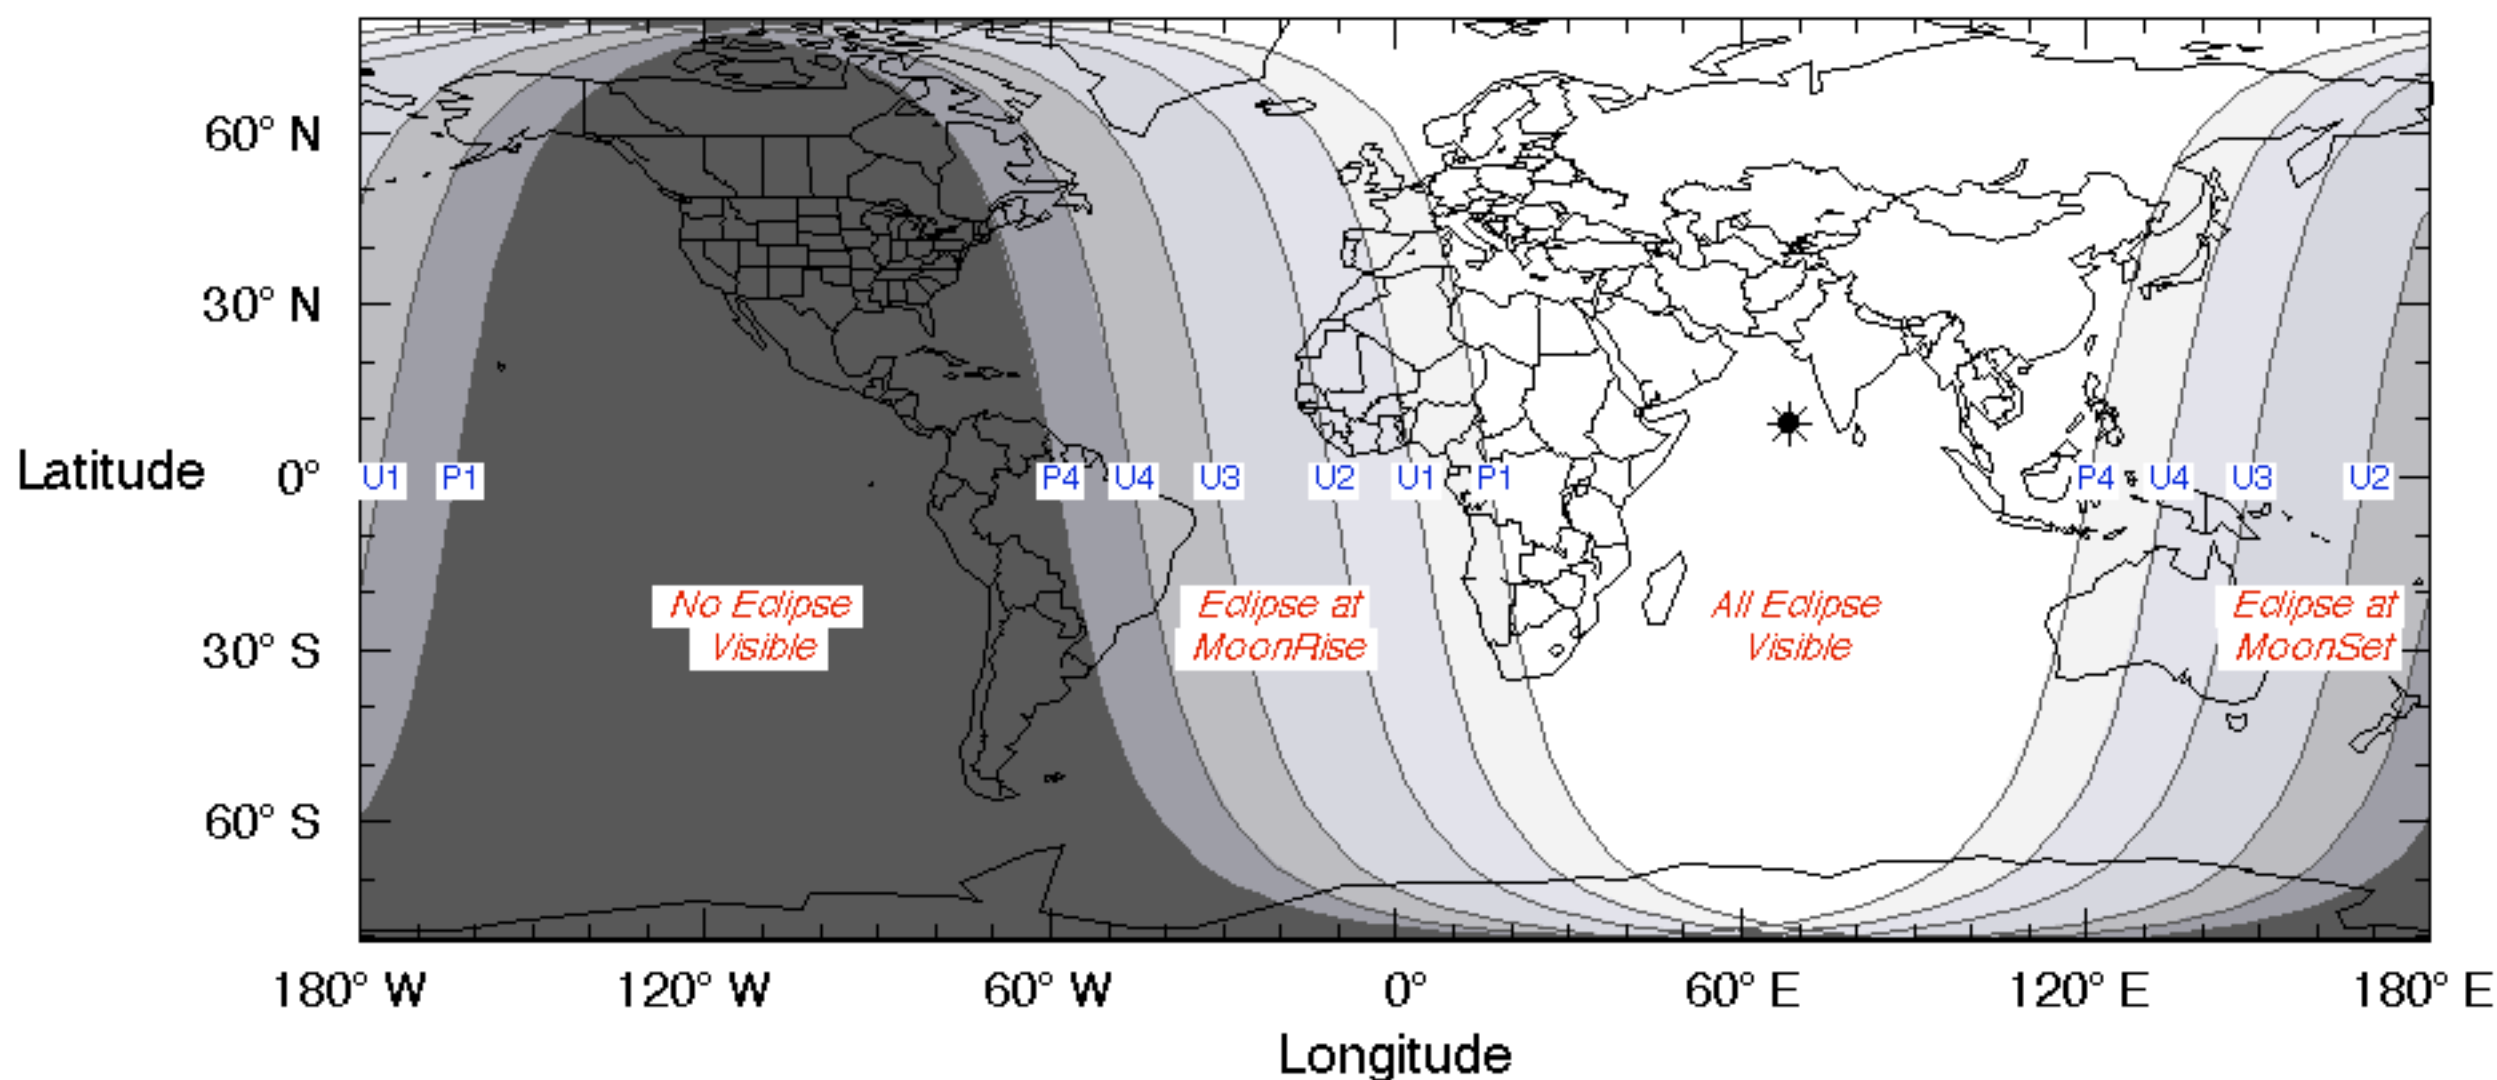 60° N
30° N
Latitude 0°
U1 P1 P4 U4 U3 U2 U1 P1 P4 U4 U3 U2
No Eclipse
Visible
Eclipse at
MoonRise
All Eclipse
Visible
Eclipse at
MoonSet
30° S
60° S
180° W 120° W 60° W 0° 60° E 120° E 180° E
Longitude